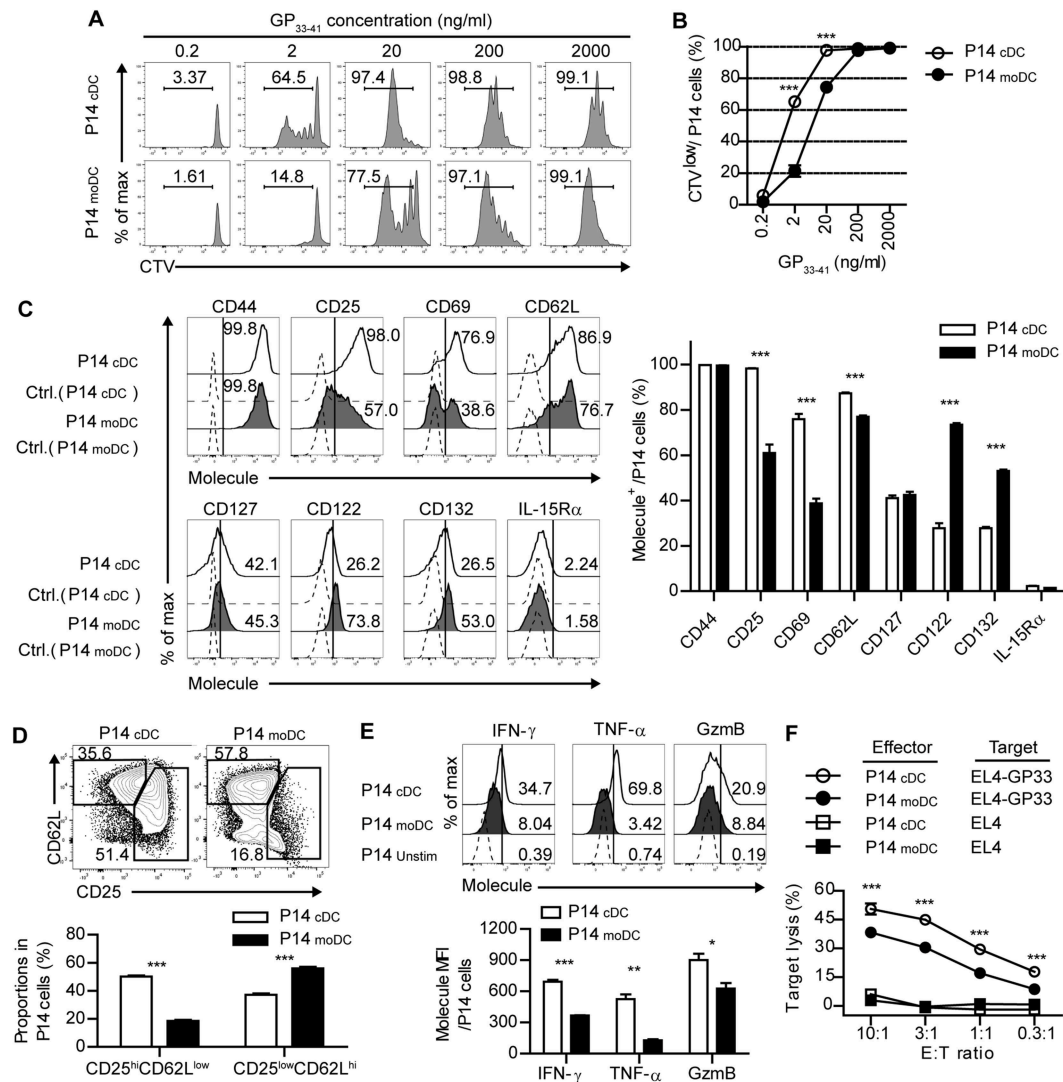 A
GP33-41 concentration (ng/ml)
0.2 2 20 200 2000
% of max
P14 cDC
3.37 64.5 97.4 98.8 99.1
P14 moDC
1.61 14.8 77.5 97.1 99.1
CTV
B
CTVlow/ P14 cells (%)
100
80
60
40
20
0
*** ***
P14 cDC
P14 moDC
0.2 2 20 200 2000
GP33-41 (ng/ml)
C
CD44 CD25 CD69 CD62L
P14 cDC
99.8 98.0 76.9 86.9
Ctrl.(P14 cDC)
P14 moDC
99.8 57.0 38.6 76.7
Ctrl.(P14 moDC)
Molecule
% of max
CD127 CD122 CD132 IL-15Rα
P14 cDC
42.1 26.2 26.5 2.24
Ctrl.(P14 cDC)
P14 moDC
45.3 73.8 53.0 1.58
Ctrl.(P14 moDC)
Molecule
P14 cDC
P14 moDC
Molecule+ /P14 cells (%)
100
80
60
40
20
0
*** *** *** *** ***
CD44 CD25 CD69 CD62L CD127 CD122 CD132 IL-15Rα
D
P14 cDC P14 moDC
35.6 57.8
51.4 16.8
CD62L
CD25
P14 cDC
P14 moDC
Proportions in
P14 cells (%)
80
60
40
20
0
*** ***
CD25hiCD62Llow CD25lowCD62Lhi
E
IFN-γ TNF-α GzmB
% of max
P14 cDC 34.7 69.8 20.9
P14 moDC 8.04 3.42 8.84
P14 Unstim 0.39 0.74 0.19
Molecule
P14 cDC
P14 moDC
Molecule MFI
/P14 cells
1200
900
600
300
0
*** ** *
IFN-γ TNF-α GzmB
F
Effector Target
P14 cDC EL4-GP33
P14 moDC EL4-GP33
P14 cDC EL4
P14 moDC EL4
Target lysis (%)
60
45
30
15
0
*** *** *** ***
10:1 3:1 1:1 0.3:1
E:T ratio